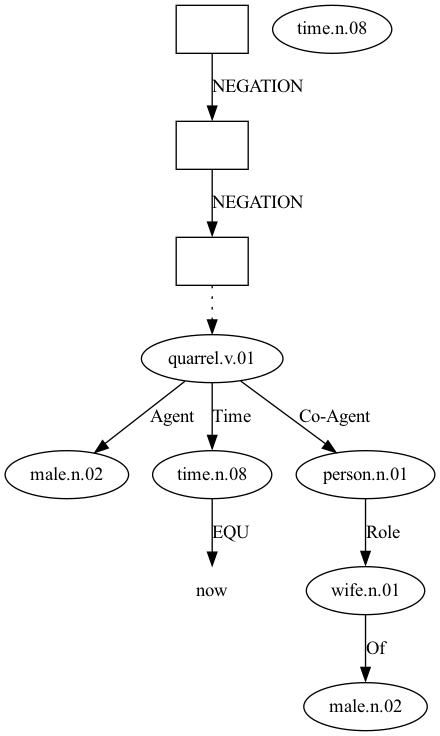 time.n.08
NEGATION
NEGATION
quarrel.v.01
Agent Time Co-Agent
male.n.02 time.n.08 person.n.01
EQU Role
now wife.n.01
Of
male.n.02